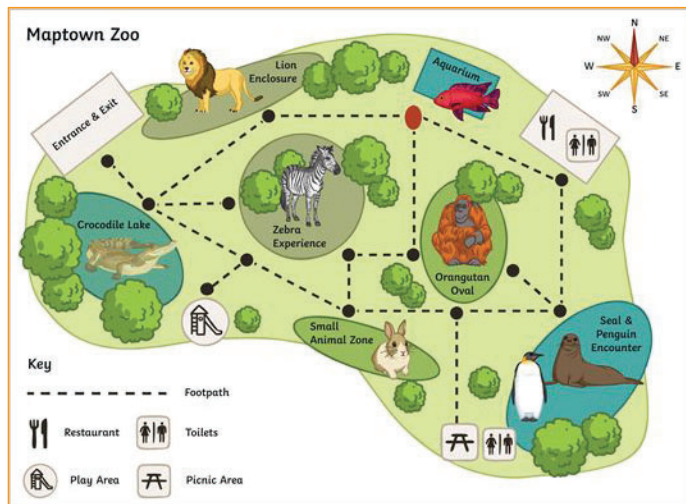 Maptown Zoo
Lion
Enclosure
Aquarium
N
NW
NE
W
E
SW
SE
S
Entrance & Exit
Crocodile Lake
Zebra
Experience
Orangutan
Oval
Small
Animal Zone
Seal &
Penguin
Encounter
Key
Footpath
Restaurant
Toilets
Play Area
Picnic Area